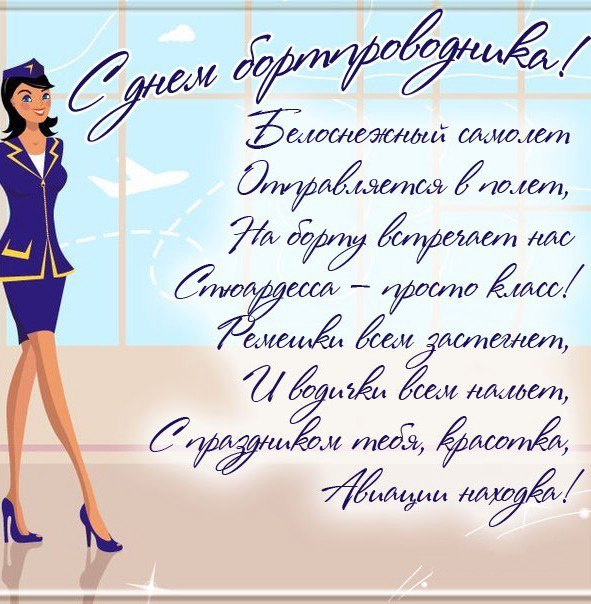 С днем бортпроводника!
Белоснежный самолет
Отправляется в полет,
На борту встречает нас
Стюардесса – просто класс!
Ремешки всем застегнет,
И водички всем нальет,
С праздником тебя, красотка,
Авиации находка!